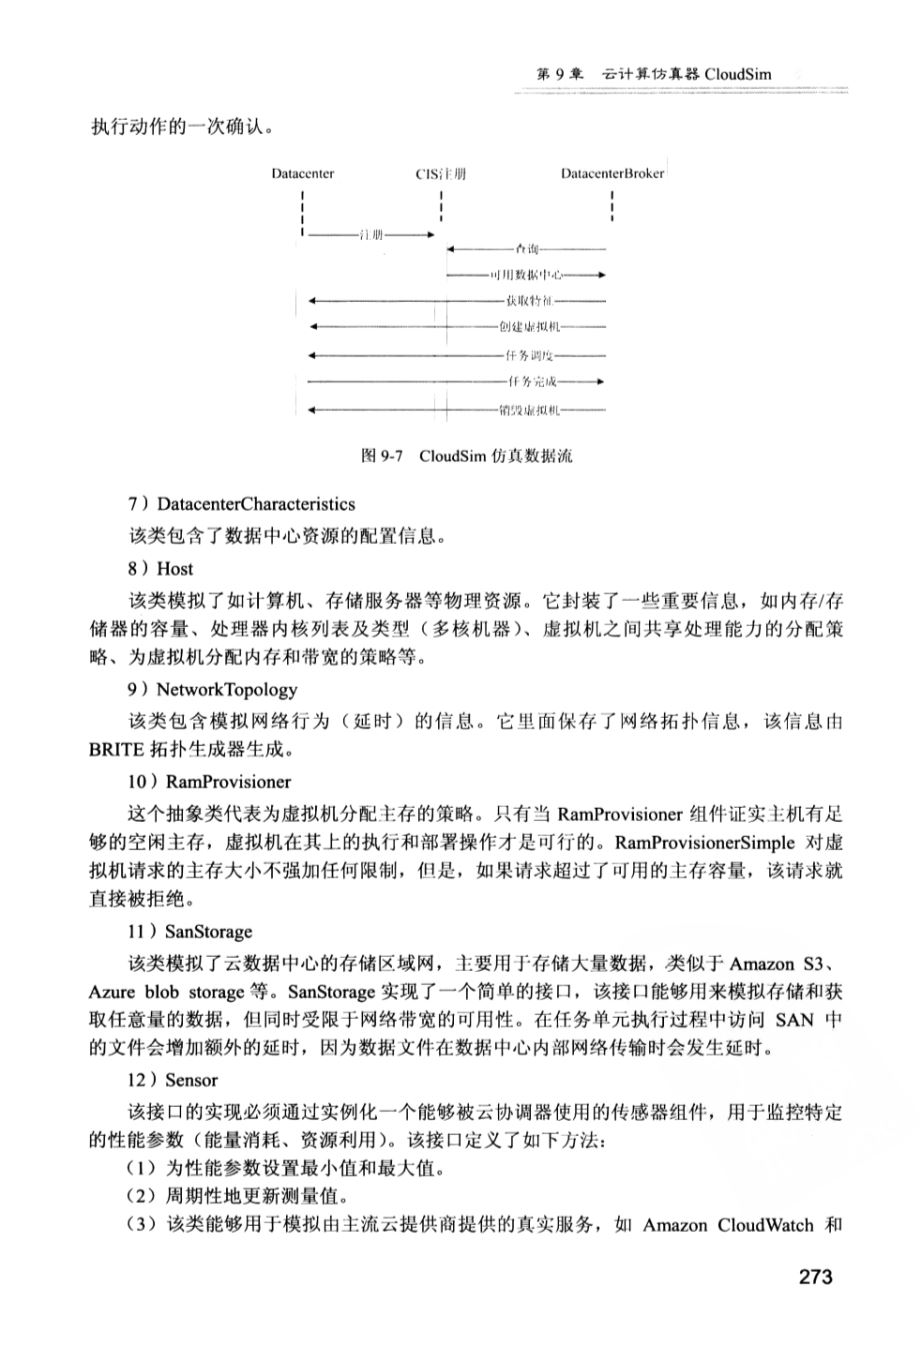 第 9 章　云计算仿真器 CloudSim
执行动作的一次确认。
Datacenter　CIS注册　DatacenterBroker
注册
查询
可用数据中心
获取特征
创建虚拟机
任务调度
任务完成
销毁虚拟机
图 9-7　CloudSim 仿真数据流
7）DatacenterCharacteristics
该类包含了数据中心资源的配置信息。
8）Host
该类模拟了如计算机、存储服务器等物理资源。它封装了一些重要信息，如内存/存
储器的容量、处理器内核列表及类型（多核机器）、虚拟机之间共享处理能力的分配策
略、为虚拟机分配内存和带宽的策略等。
9）NetworkTopology
该类包含模拟网络行为（延时）的信息。它里面保存了网络拓扑信息，该信息由
BRITE 拓扑生成器生成。
10）RamProvisioner
这个抽象类代表为虚拟机分配主存的策略。只有当 RamProvisioner 组件证实主机有足
够的空闲主存，虚拟机在其上的执行和部署操作才是可行的。RamProvisionerSimple 对虚
拟机请求的主存大小不强加任何限制，但是，如果请求超过了可用的主存容量，该请求就
直接被拒绝。
11）SanStorage
该类模拟了云数据中心的存储区域网，主要用于存储大量数据，类似于 Amazon S3、
Azure blob storage 等。SanStorage 实现了一个简单的接口，该接口能够用来模拟存储和获
取任意量的数据，但同时受限于网络带宽的可用性。在任务单元执行过程中访问 SAN 中
的文件会增加额外的延时，因为数据文件在数据中心内部网络传输时会发生延时。
12）Sensor
该接口的实现必须通过实例化一个能够被云协调器使用的传感器组件，用于监控特定
的性能参数（能量消耗、资源利用）。该接口定义了如下方法：
（1）为性能参数设置最小值和最大值。
（2）周期性地更新测量值。
（3）该类能够用于模拟由主流云提供商提供的真实服务，如 Amazon CloudWatch 和
273